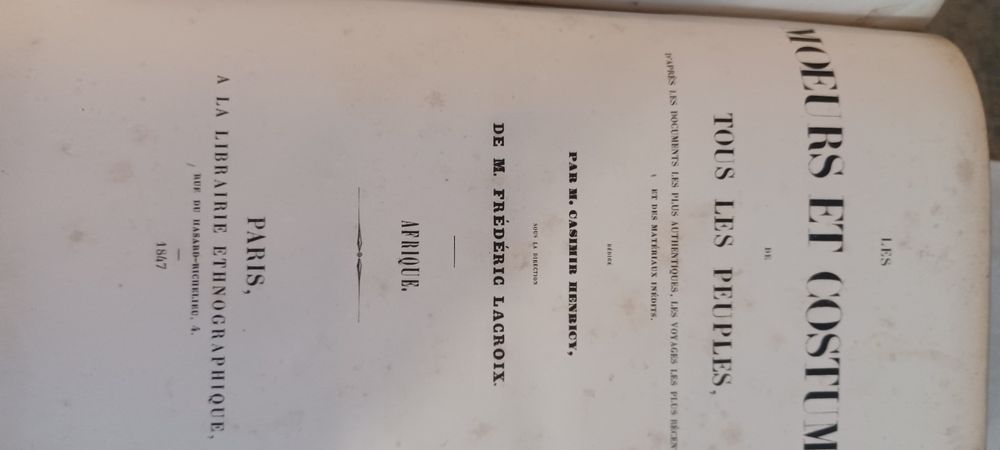 LES
MOEURS ET COSTUM
DE
TOUS LES PEUPLES,
D'APRÈS LES DOCUMENTS LES PLUS AUTHENTIQUES, LES VOYAGES LES PLUS RÉCEN
ET DES MATÉRIAUX INÉDITS.
RÉDIGÉ
PAR M. CASIMIR HENRICY,
SOUS LA DIRECTION
DE M. FRÉDÉRIC LACROIX.
AFRIQUE.
PARIS,
A LA LIBRAIRIE ETHNOGRAPHIQUE,
RUE DU HASARD-RICHELIEU, 4.
1847